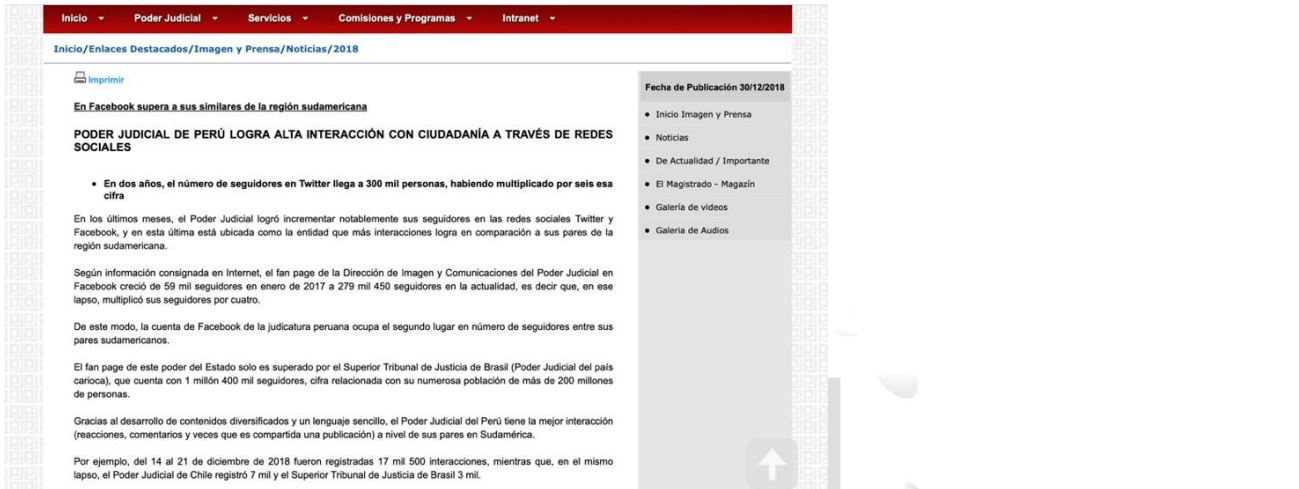 Inicio Poder Judicial Servicios Comisiones y Programas Intranet
Inicio/Enlaces Destacados/Imagen y Prensa/Noticias/2018
Imprimir
En Facebook supera a sus similares de la región sudamericana
PODER JUDICIAL DE PERÚ LOGRA ALTA INTERACCIÓN CON CIUDADANÍA A TRAVÉS DE REDES
SOCIALES
• En dos años, el número de seguidores en Twitter llega a 300 mil personas, habiendo multiplicado por seis esa
cifra
En los últimos meses, el Poder Judicial logró incrementar notablemente sus seguidores en las redes sociales Twitter y
Facebook, y en esta última está ubicada como la entidad que más interacciones logra en comparación a sus pares de la
región sudamericana.
Según información consignada en Internet, el fan page de la Dirección de Imagen y Comunicaciones del Poder Judicial en
Facebook creció de 59 mil seguidores en enero de 2017 a 279 mil 450 seguidores en la actualidad, es decir que, en ese
lapso, multiplicó sus seguidores por cuatro.
De este modo, la cuenta de Facebook de la judicatura peruana ocupa el segundo lugar en número de seguidores entre sus
pares sudamericanos.
El fan page de este poder del Estado solo es superado por el Superior Tribunal de Justicia de Brasil (Poder Judicial del país
carioca), que cuenta con 1 millón 400 mil seguidores, cifra relacionada con su numerosa población de más de 200 millones
de personas.
Gracias al desarrollo de contenidos diversificados y un lenguaje sencillo, el Poder Judicial del Perú tiene la mejor interacción
(reacciones, comentarios y veces que es compartida una publicación) a nivel de sus pares en Sudamérica.
Por ejemplo, del 14 al 21 de diciembre de 2018 fueron registradas 17 mil 500 interacciones, mientras que, en el mismo
lapso, el Poder Judicial de Chile registró 7 mil y el Superior Tribunal de Justicia de Brasil 3 mil.
Fecha de Publicación 30/12/2018
• Inicio Imagen y Prensa
• Noticias
• De Actualidad / Importante
• El Magistrado - Magazín
• Galería de videos
• Galeria de Audios